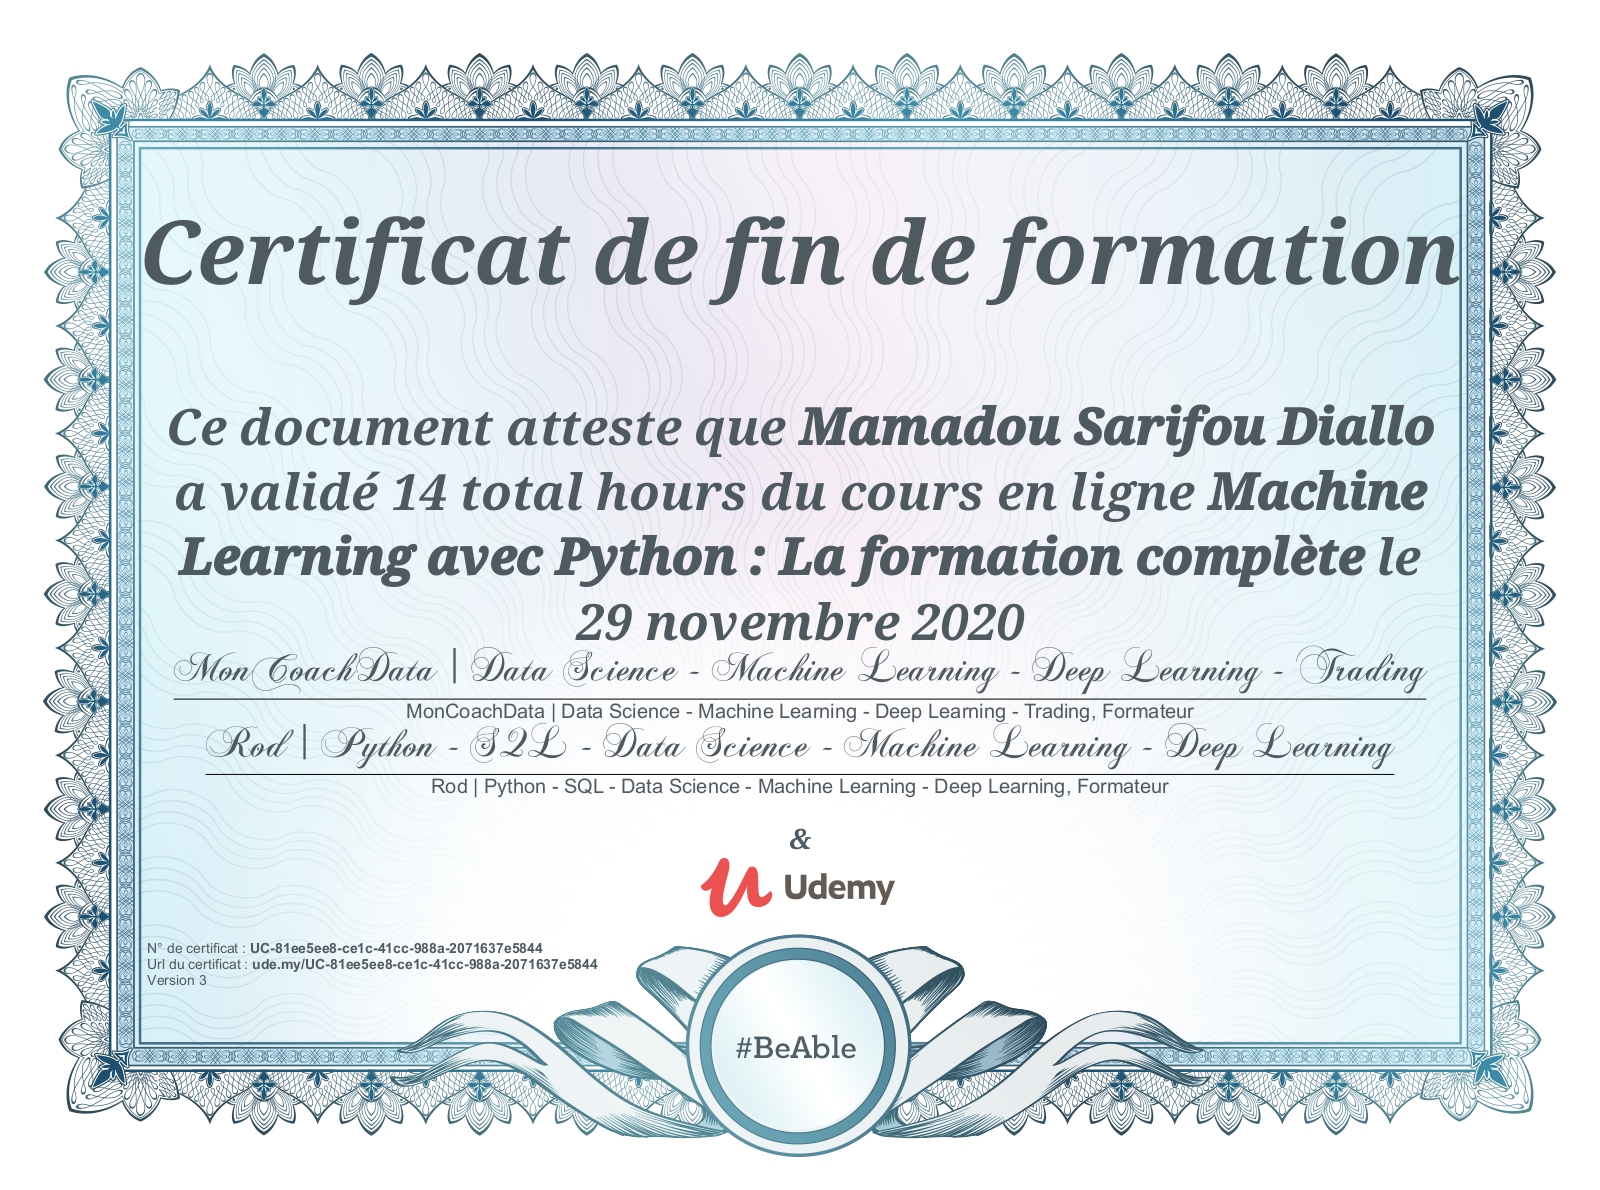 Certificat de fin de formation
Ce document atteste que Mamadou Sarifou Diallo
a validé 14 total hours du cours en ligne Machine
Learning avec Python : La formation complète le
29 novembre 2020
MonCoachData | Data Science - Machine Learning - Deep Learning - Trading
MonCoachData | Data Science - Machine Learning - Deep Learning - Trading, Formateur
Rod | Python - SQL - Data Science - Machine Learning - Deep Learning
Rod | Python - SQL - Data Science - Machine Learning - Deep Learning, Formateur
&
Udemy
N° de certificat : UC-81ee5ee8-ce1c-41cc-988a-2071637e5844
Url du certificat : ude.my/UC-81ee5ee8-ce1c-41cc-988a-2071637e5844
Version 3
#BeAble